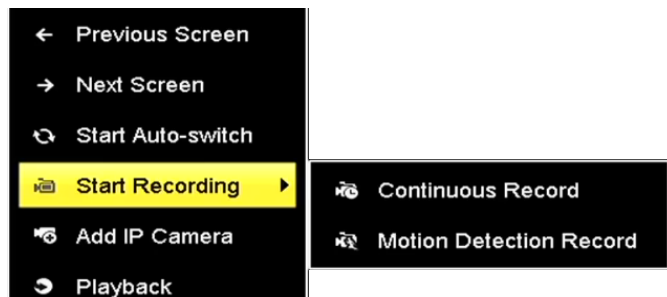 Previous Screen
Next Screen
Start Auto-switch
Start Recording
Continuous Record
Add IP Camera
Motion Detection Record
Playback